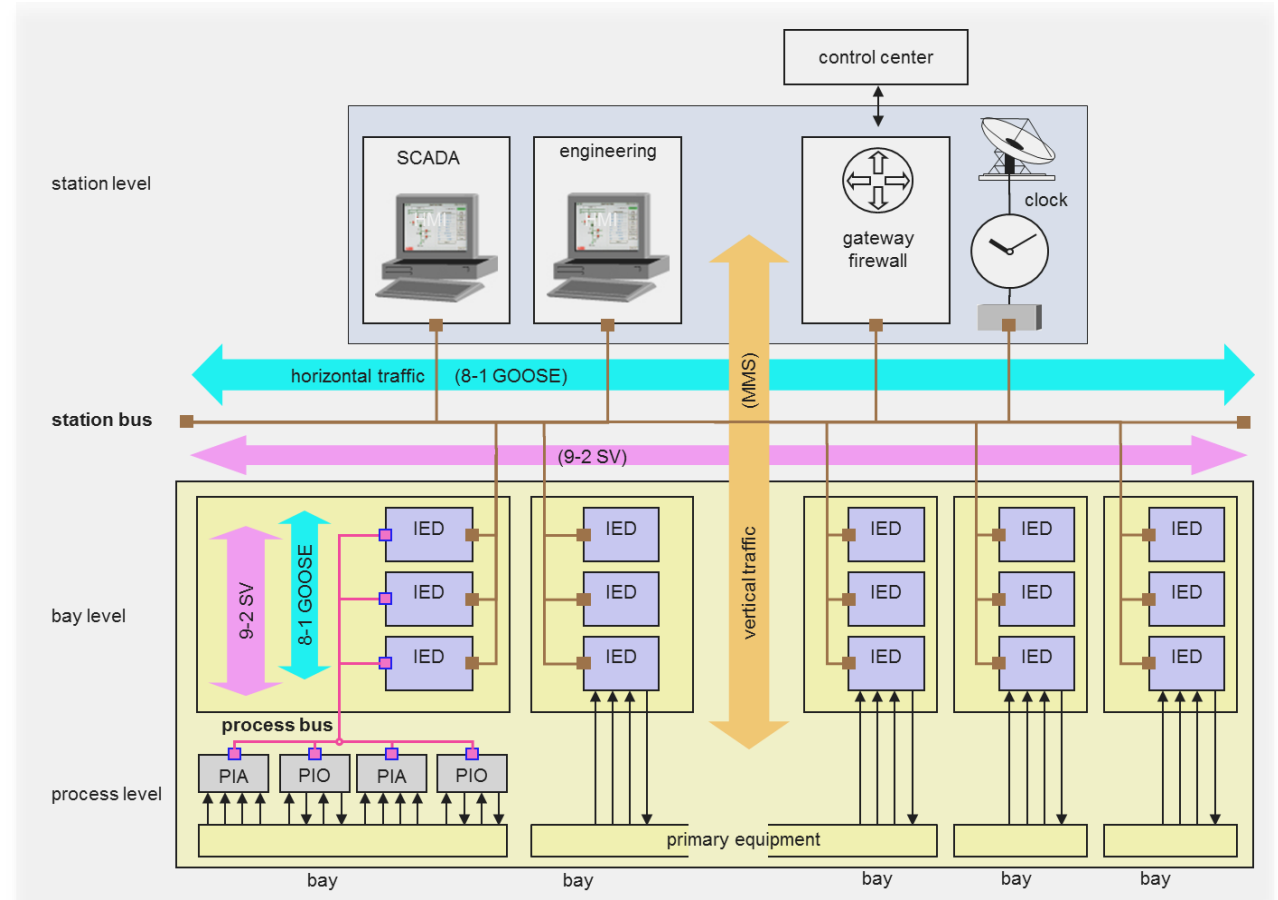 control center
SCADA
engineering
HMI
HMI
station level
clock
gateway
firewall
horizontal traffic (8-1 GOOSE)
(MMS)
station bus
(9-2 SV)
vertical traffic
IED
IED
IED
IED
IED
9-2 SV
8-1 GOOSE
IED
IED
IED
IED
IED
bay level
IED
IED
IED
IED
IED
process bus
PIA
PIO
PIA
PIO
process level
primary equipment
bay
bay
bay
bay
bay